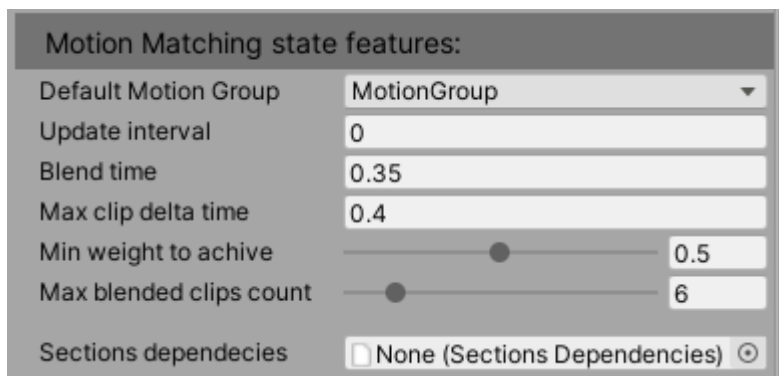 Motion Matching state features:
Default Motion Group MotionGroup
Update interval 0
Blend time 0.35
Max clip delta time 0.4
Min weight to achive 0.5
Max blended clips count 6
Sections dependecies None (Sections Dependencies)